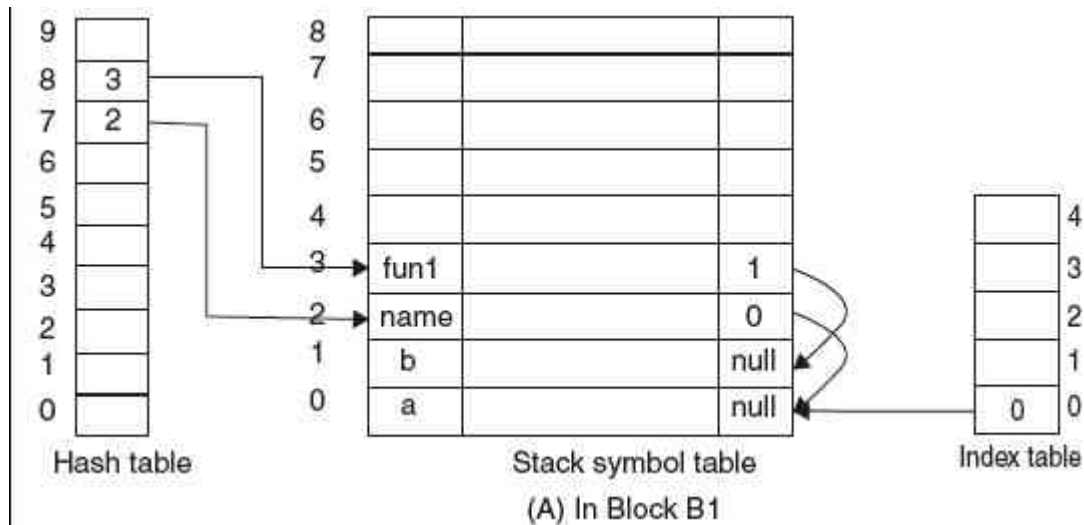 9
8 3
7 2
6
5
4
3
2
1
0
Hash table
8
7
6
5
4
3 fun1 1
2 name 0
1 b null
0 a null
Stack symbol table
4
3
2
1
0 0
Index table
(A) In Block B1